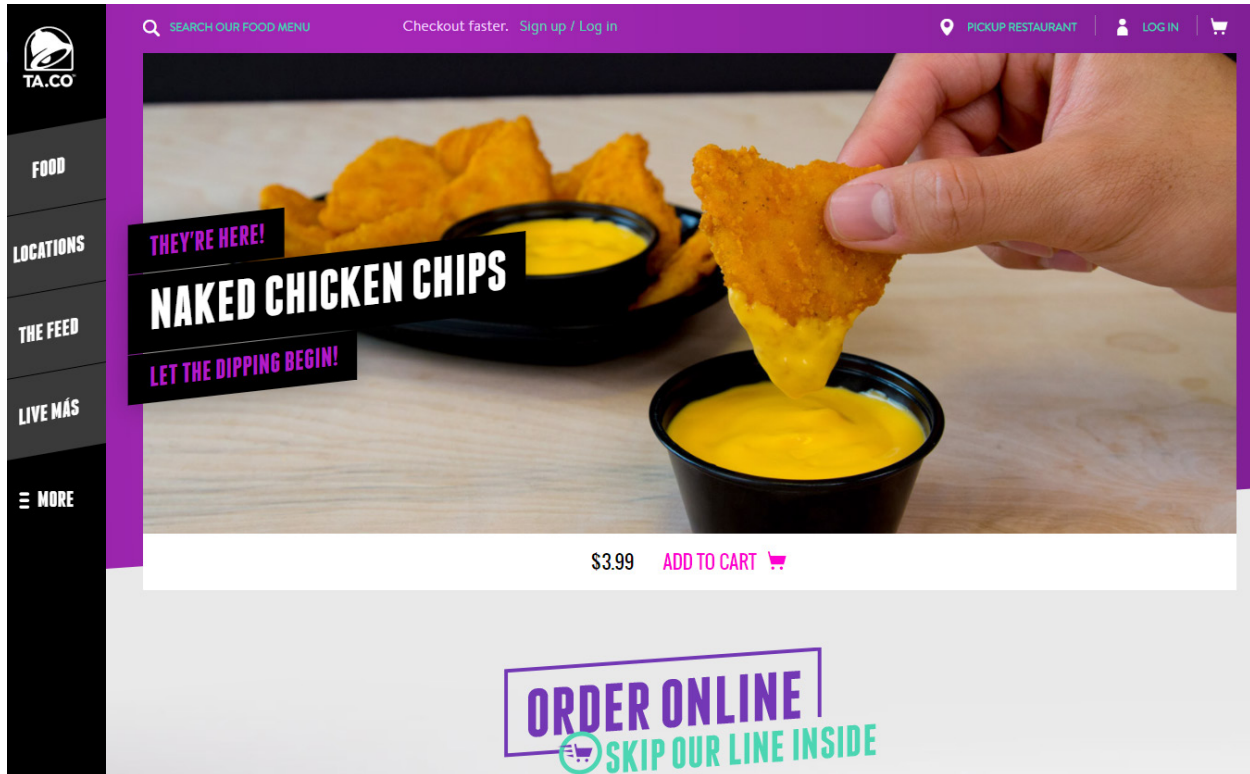 TA.CO
SEARCH OUR FOOD MENU
Checkout faster. Sign up / Log in
PICKUP RESTAURANT
LOG IN
FOOD
LOCATIONS
THE FEED
LIVE MÁS
MORE
THEY'RE HERE!
NAKED CHICKEN CHIPS
LET THE DIPPING BEGIN!
$3.99 ADD TO CART
ORDER ONLINE
SKIP OUR LINE INSIDE